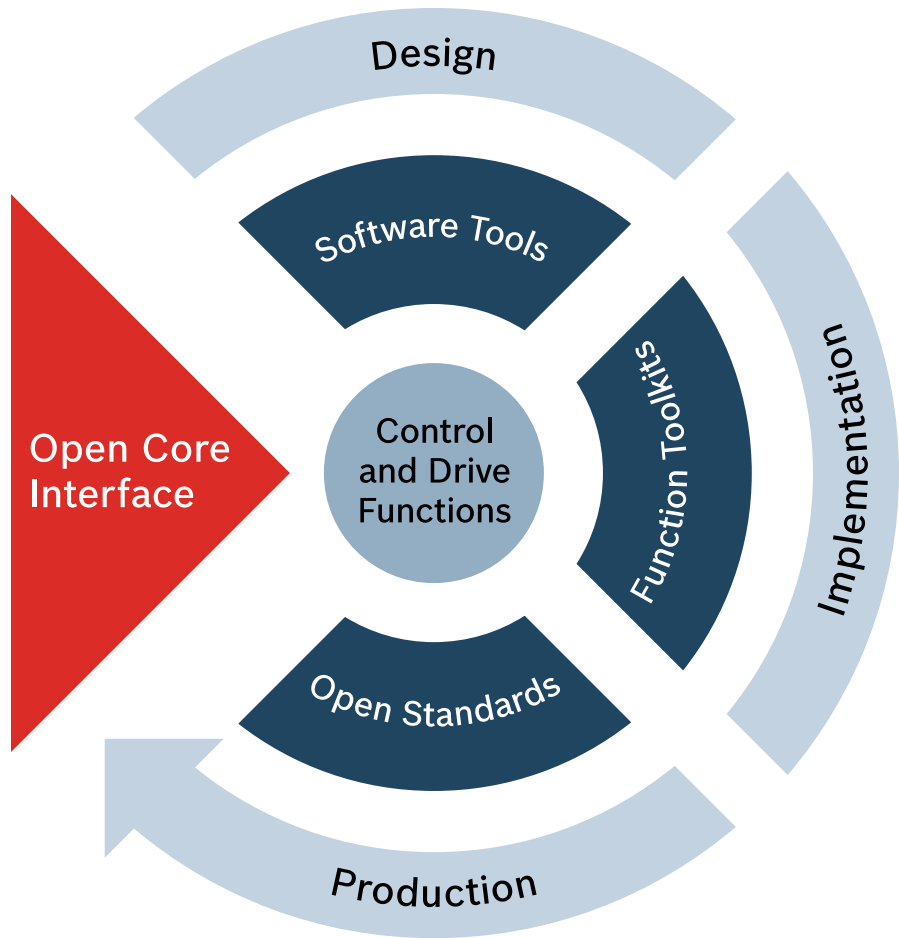 Design
Software Tools
Implementation
Function Toolkits
Open Core
Interface
Control
and Drive
Functions
Open Standards
Production